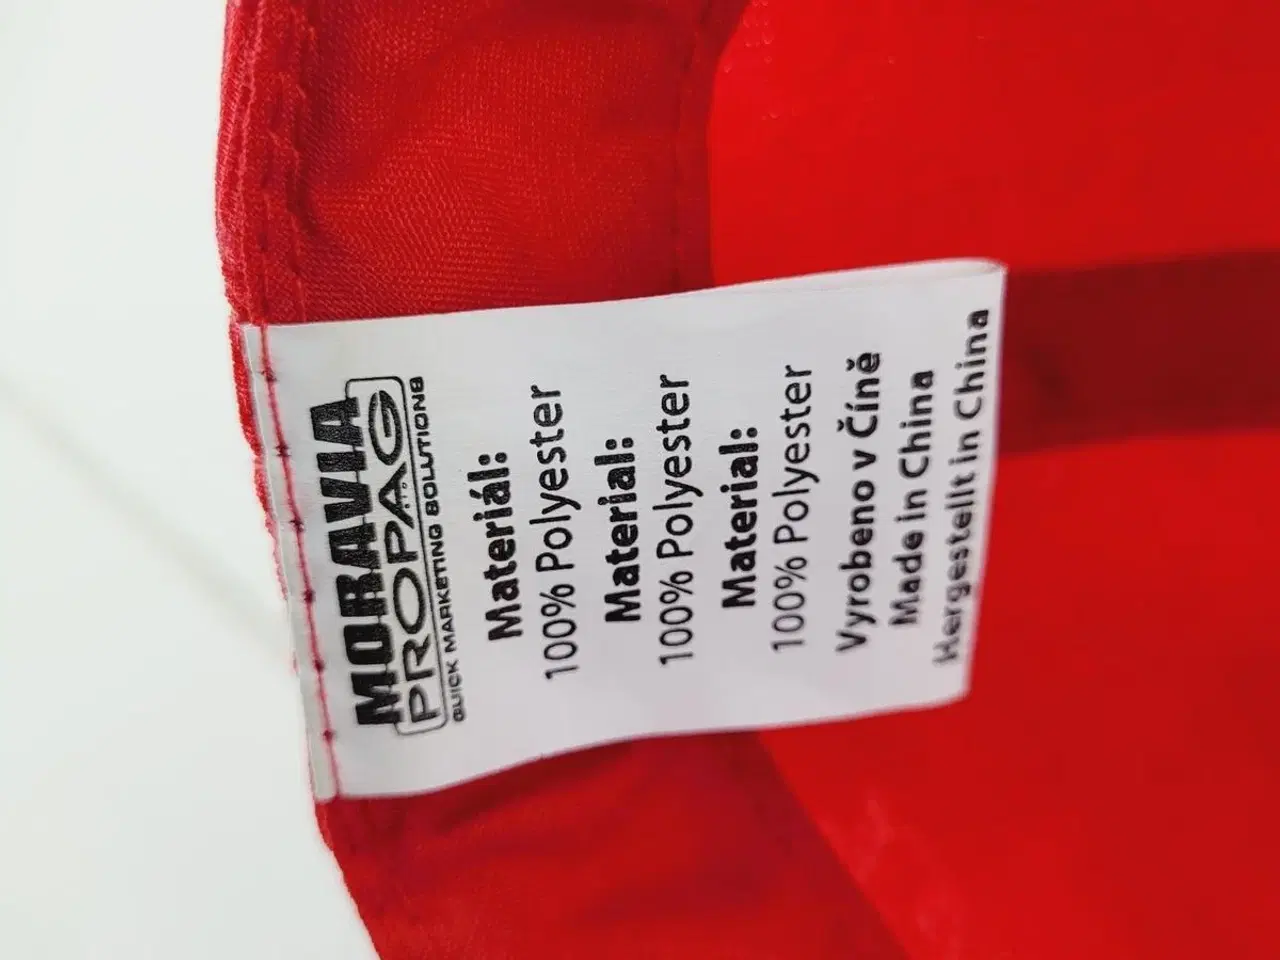 MORAVIA
PROPAG
QUICK MARKETING SOLUTIONS
Materiál:
100% Polyester
Material:
100% Polyester
Material:
100% Polyester
Vyrobeno v Číně
Made in China
Hergestellt in China